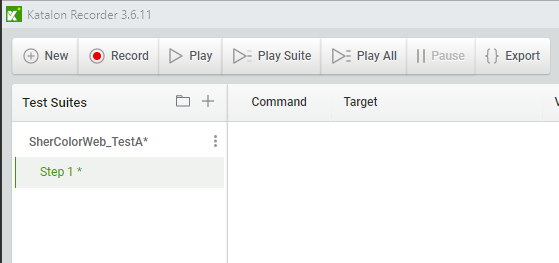 Katalon Recorder 3.6.11
New Record Play Play Suite Play All Pause Export
Test Suites Command Target
SherColorWeb_TestA*
Step 1 *